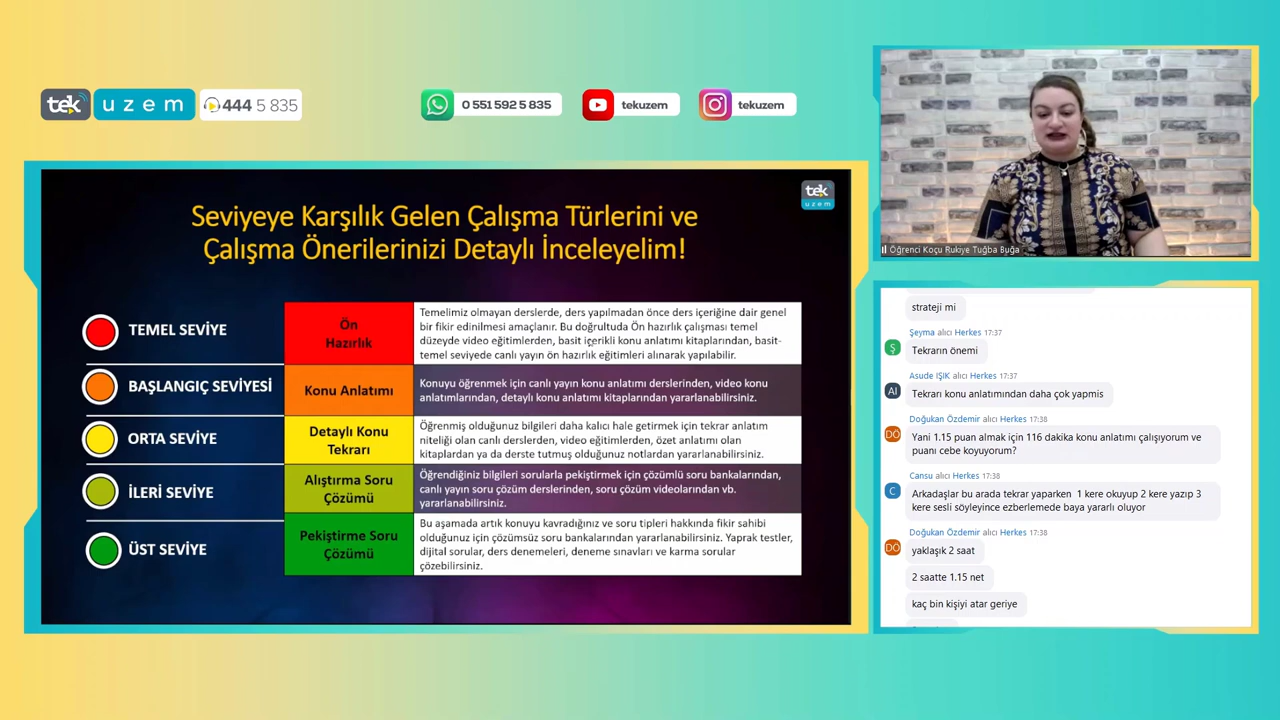 tek
uzem
444 5 835
0 551 592 5 835
tekuzem
tekuzem
tek
uzem
Seviyeye Karşılık Gelen Çalışma Türlerini ve
Çalışma Önerilerinizi Detaylı İnceleyelim!
TEMEL SEVİYE
Ön
Hazırlık
Temelimiz olmayan derslerde, ders yapılmadan önce ders içeriğine dair genel
bir fikir edinilmesi amaçlanır. Bu doğrultuda Ön hazırlık çalışması temel
düzeyde video eğitimlerden, basit içerikli konu anlatımı kitaplarından, basit-
temel seviyede canlı yayın ön hazırlık eğitimleri alınarak yapılabilir.
BAŞLANGIÇ SEVİYESİ
Konu Anlatımı
Konuyu öğrenmek için canlı yayın konu anlatımı derslerinden, video konu
anlatımlarından, detaylı konu anlatımı kitaplarından yararlanabilirsiniz.
ORTA SEVİYE
Detaylı Konu
Tekrarı
Öğrenmiş olduğunuz bilgileri daha kalıcı hale getirmek için tekrar anlatım
niteliği olan canlı derslerden, video eğitimlerden, özet anlatımı olan
kitaplardan ya da derste tutmuş olduğunuz notlardan yararlanabilirsiniz.
İLERİ SEVİYE
Alıştırma Soru
Çözümü
Öğrendiğiniz bilgileri sorularla pekiştirmek için çözümlü soru bankalarından,
canlı yayın soru çözüm derslerinden, soru çözüm videolarından vb.
yararlanabilirsiniz.
ÜST SEVİYE
Pekiştirme Soru
Çözümü
Bu aşamada artık konuyu kavradığınız ve soru tipleri hakkında fikir sahibi
olduğunuz için çözümsüz soru bankalarından yararlanabilirsiniz. Yaprak testler,
dijital sorular, ders denemeleri, deneme sınavları ve karma sorular
çözebilirsiniz.
Öğrenci Koçu Rukiye Tuğba Buğa
strateji mi
Şeyma alıcı Herkes 17:37
Ş
Tekrarın önemi
Asude IŞIK alıcı Herkes 17:37
AI
Tekrarı konu anlatımından daha çok yapmis
Doğukan Özdemir alıcı Herkes 17:38
DÖ
Yani 1.15 puan almak için 116 dakika konu anlatımı çalışıyorum ve
puanı cebe koyuyorum?
Cansu alıcı Herkes 17:38
C
Arkadaşlar bu arada tekrar yaparken 1 kere okuyup 2 kere yazıp 3
kere sesli söyleyince ezberlemede baya yararlı oluyor
Doğukan Özdemir alıcı Herkes 17:38
DÖ
yaklaşık 2 saat
2 saatte 1.15 net
kaç bin kişiyi atar geriye